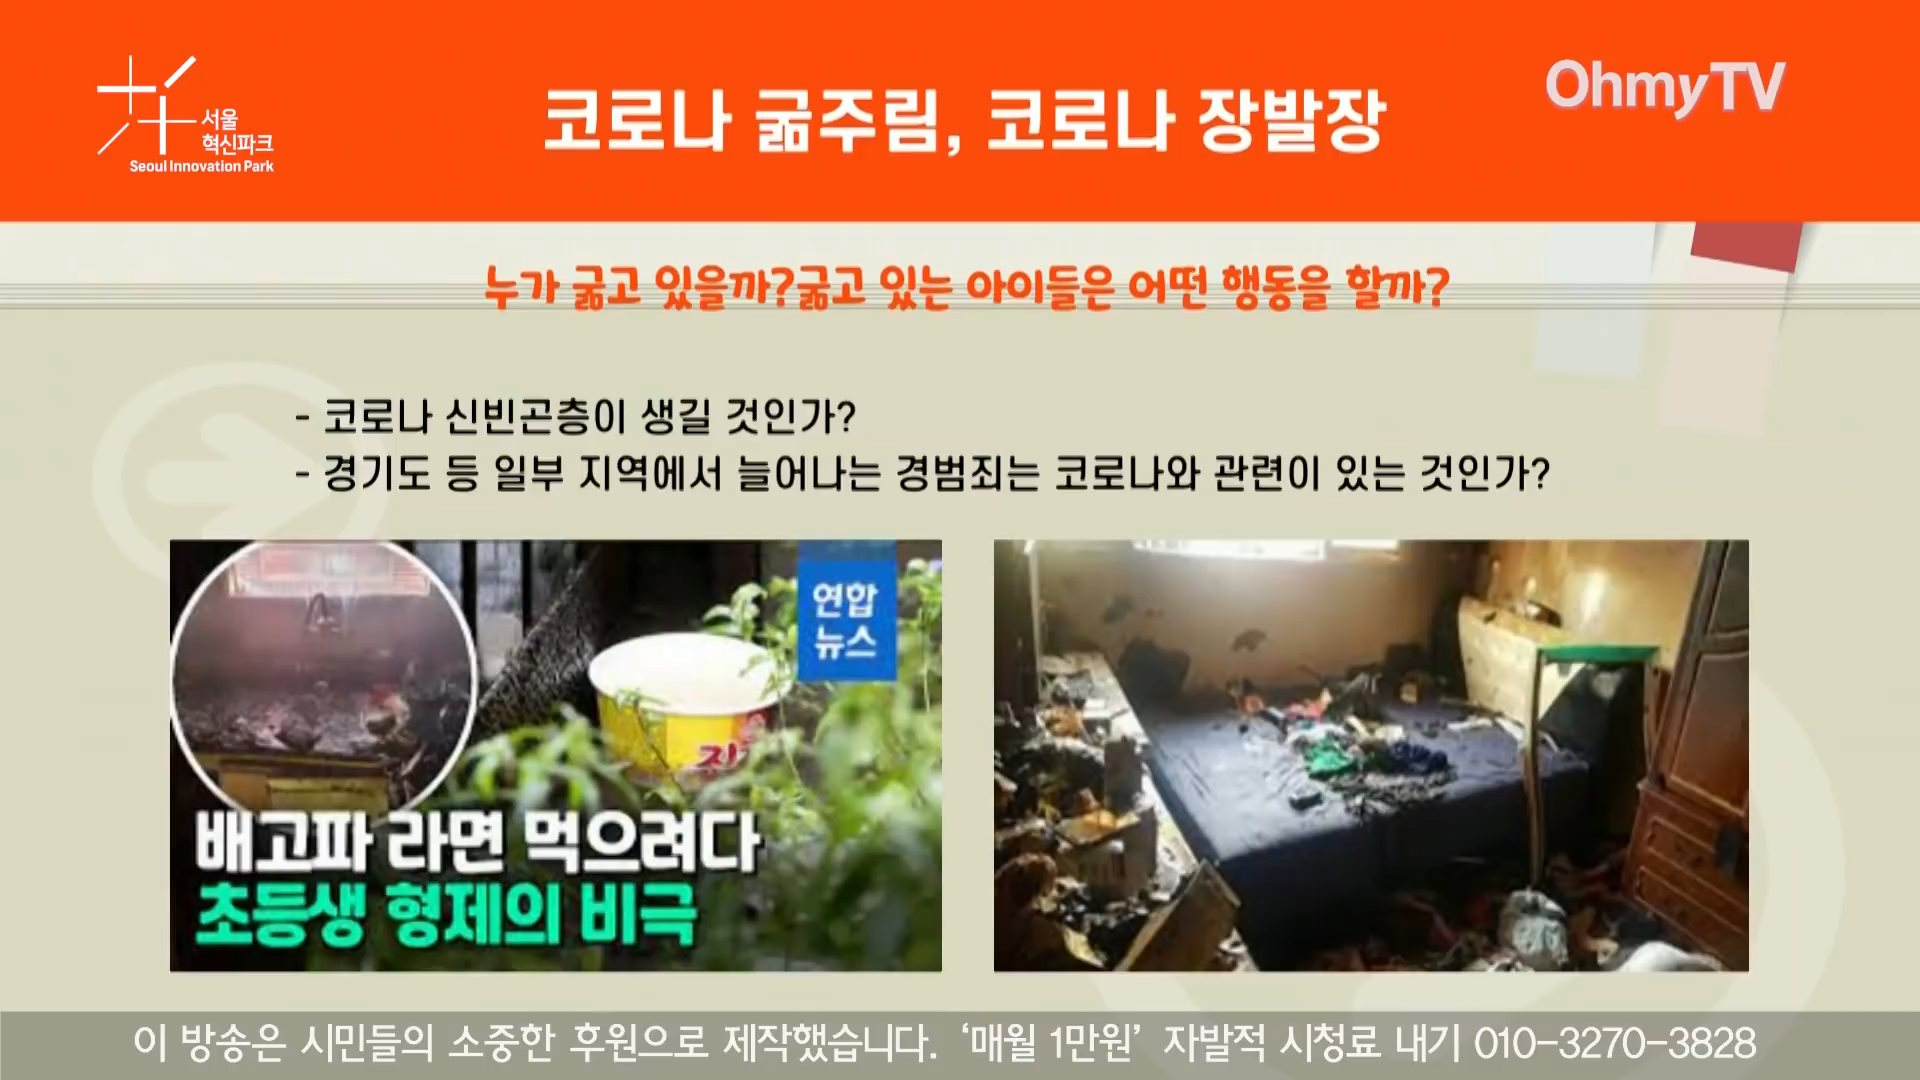 서울
혁신파크
Seoul Innovation Park
코로나 굶주림, 코로나 장발장
OhmyTV
누가 굶고 있을까?굶고 있는 아이들은 어떤 행동을 할까?
- 코로나 신빈곤층이 생길 것인가?
- 경기도 등 일부 지역에서 늘어나는 경범죄는 코로나와 관련이 있는 것인가?
연합
뉴스
배고파 라면 먹으려다
초등생 형제의 비극
이 방송은 시민들의 소중한 후원으로 제작했습니다. ‘매월 1만원’ 자발적 시청료 내기 010-3270-3828